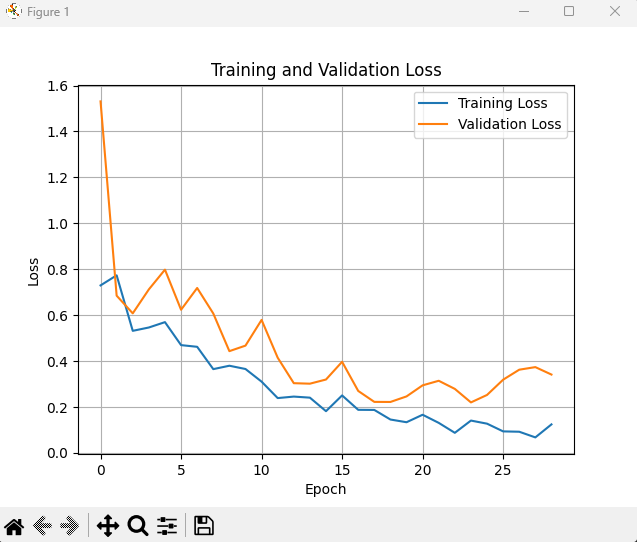 Figure 1
Training and Validation Loss
1.6
1.4
1.2
1.0
0.8
0.6
0.4
0.2
0.0
Loss
Training Loss
Validation Loss
0 5 10 15 20 25
Epoch